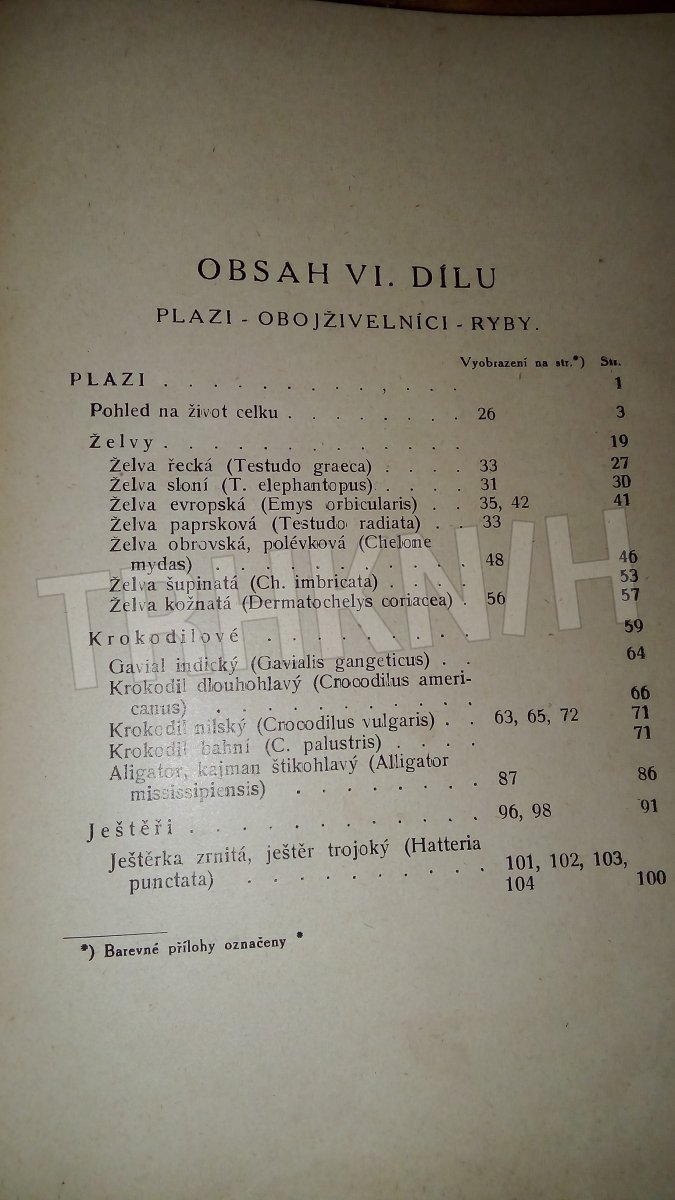 OBSAH VI. DÍLU
PLAZI - OBOJŽIVELNÍCI - RYBY.
Vyobrazení na str.*) Str.
PLAZI . . . . . . . . . , . . . 1
Pohled na život celku . . . . . . . 26 3
Želvy . . . . . . . . . . . . . 19
Želva řecká (Testudo graeca) . . . . 33 27
Želva sloní (T. elephantopus) . . . . 31 30
Želva evropská (Emys orbicularis) . . 35, 42 41
Želva paprsková (Testudo radiata) . . 33
Želva obrovská, polévková (Chelone
mydas) . . . . . . . . . . . 48 46
Želva šupinatá (Ch. imbricata) . . . . 53
Želva kožnatá (Dermatochelys coriacea) . 56 57
Krokodilové . . . . . . . . 59
Gavial indický (Gavialis gangeticus) . . 64
Krokodil dlouhohlavý (Crocodilus ameri-
canus) . . . . . . . . . . 66
Krokodil nilský (Crocodilus vulgaris) . . 63, 65, 72 71
Krokodil bahní (C. palustris) . . . . 71
Aligator, kajman štikohlavý (Alligator
mississipiensis) . . . . . . . 87 86
Ještěři . . . . . . . . . . . . 96, 98 91
Ještěrka zrnitá, ještěr trojoký (Hatteria
punctata) . . . . . . . . . 101, 102, 103,
104 100
*) Barevné přílohy označeny *
TRHKNIH